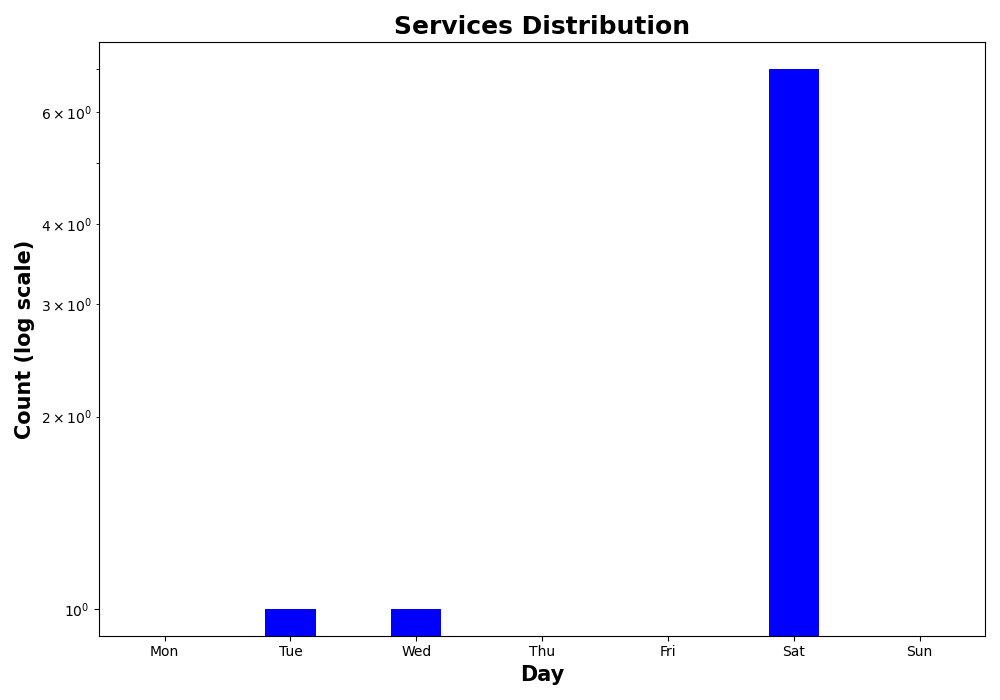 Services Distribution
6 × 10⁰
4 × 10⁰
3 × 10⁰
2 × 10⁰
10⁰
Count (log scale)
Mon Tue Wed Thu Fri Sat Sun
Day